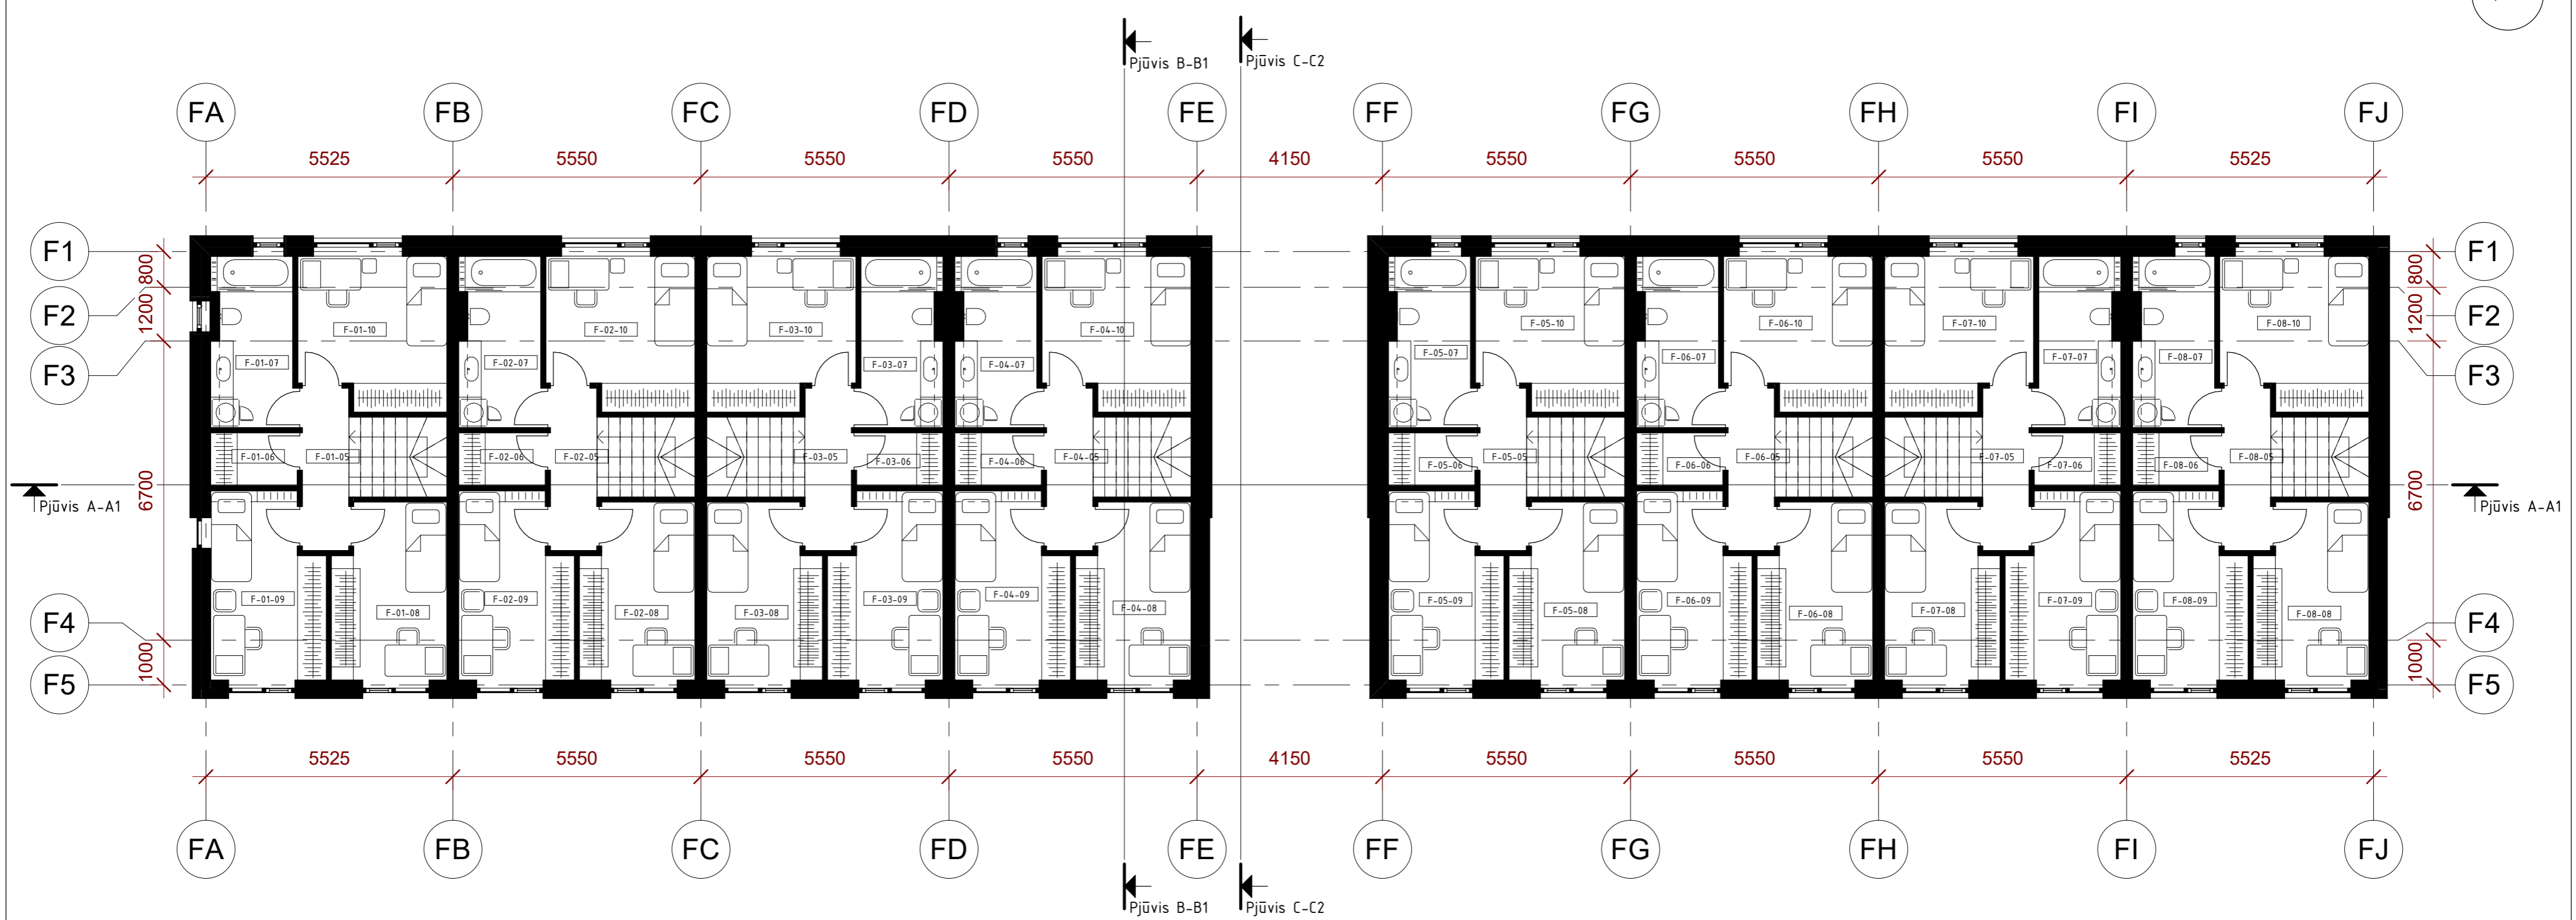 Pjūvis B-B1
Pjūvis C-C2
FA
FB
FC
FD
FE
FF
FG
FH
FI
FJ
5525
5550
5550
5550
4150
5550
5550
5550
5525
F1
F2
F3
F4
F5
800
1200
6700
1000
Pjūvis A-A1
F-01-10
F-01-07
F-01-06
F-01-05
F-01-09
F-01-08
F-02-10
F-02-07
F-02-06
F-02-05
F-02-09
F-02-08
F-03-10
F-03-07
F-03-05
F-03-06
F-03-08
F-03-09
F-04-10
F-04-07
F-04-06
F-04-05
F-04-09
F-04-08
F-05-10
F-05-07
F-05-06
F-05-05
F-05-09
F-05-08
F-06-10
F-06-07
F-06-06
F-06-05
F-06-09
F-06-08
F-07-10
F-07-07
F-07-05
F-07-06
F-07-08
F-07-09
F-08-10
F-08-07
F-08-06
F-08-05
F-08-09
F-08-08
F1
F2
F3
F4
F5
800
1200
6700
1000
Pjūvis A-A1
5525
5550
5550
5550
4150
5550
5550
5550
5525
FA
FB
FC
FD
FE
FF
FG
FH
FI
FJ
Pjūvis B-B1
Pjūvis C-C2